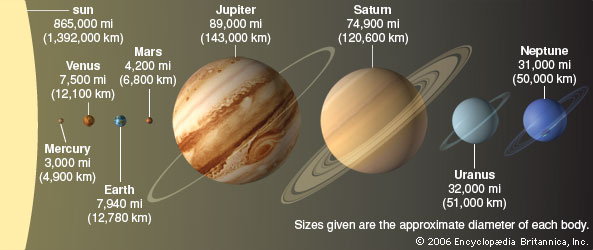 sun
865,000 mi
(1,392,000 km)
Mercury
3,000 mi
(4,900 km)
Venus
7,500 mi
(12,100 km)
Earth
7,940 mi
(12,780 km)
Mars
4,200 mi
(6,800 km)
Jupiter
89,000 mi
(143,000 km)
Saturn
74,900 mi
(120,600 km)
Uranus
32,000 mi
(51,000 km)
Neptune
31,000 mi
(50,000 km)
Sizes given are the approximate diameter of each body.
© 2006 Encyclopædia Britannica, Inc.